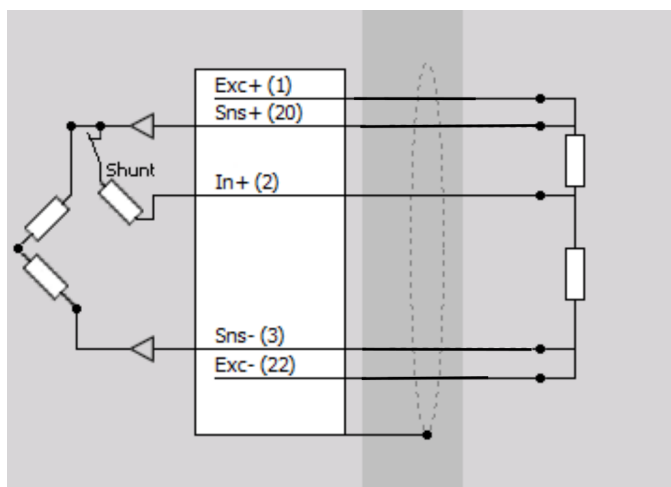 Exc+ (1)
Sns+ (20)
Shunt
In+ (2)
Sns- (3)
Exc- (22)